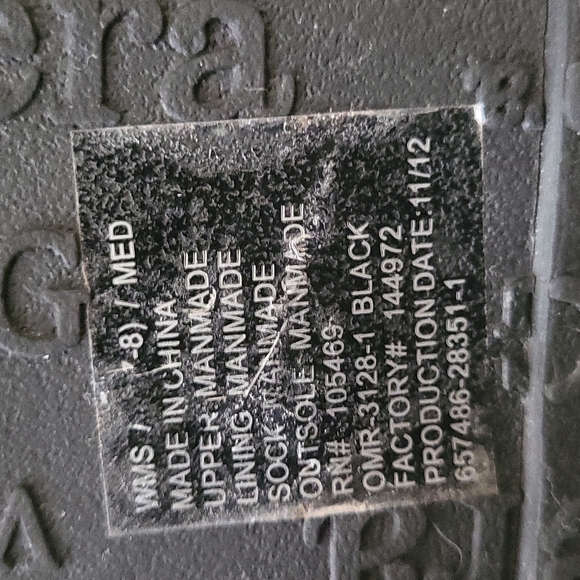 WMS / -8) / MED
MADE IN CHINA
UPPER MANMADE
LINING MANMADE
SOCK MANMADE
OUTSOLE MANMADE
RN# 105469
OMR-3128-1 BLACK
FACTORY# 144972
PRODUCTION DATE:11/12
657486-28351-1
era
G
A